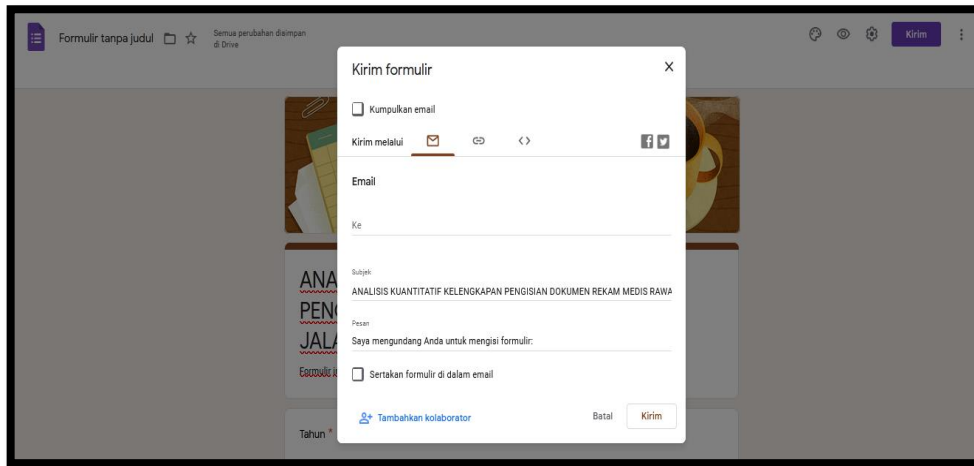 Formulir tanpa judul
Semua perubahan disimpan
di Drive
Kirim
Kirim formulir
Kumpulkan email
Kirim melalui
Email
Ke
Subjek
ANALISIS KUANTITATIF KELENGKAPAN PENGISIAN DOKUMEN REKAM MEDIS RAWA
Pesan
Saya mengundang Anda untuk mengisi formulir:
Sertakan formulir di dalam email
Tambahkan kolaborator
Batal
Kirim
ANA
PEN
JALA
Formulir i
Tahun *